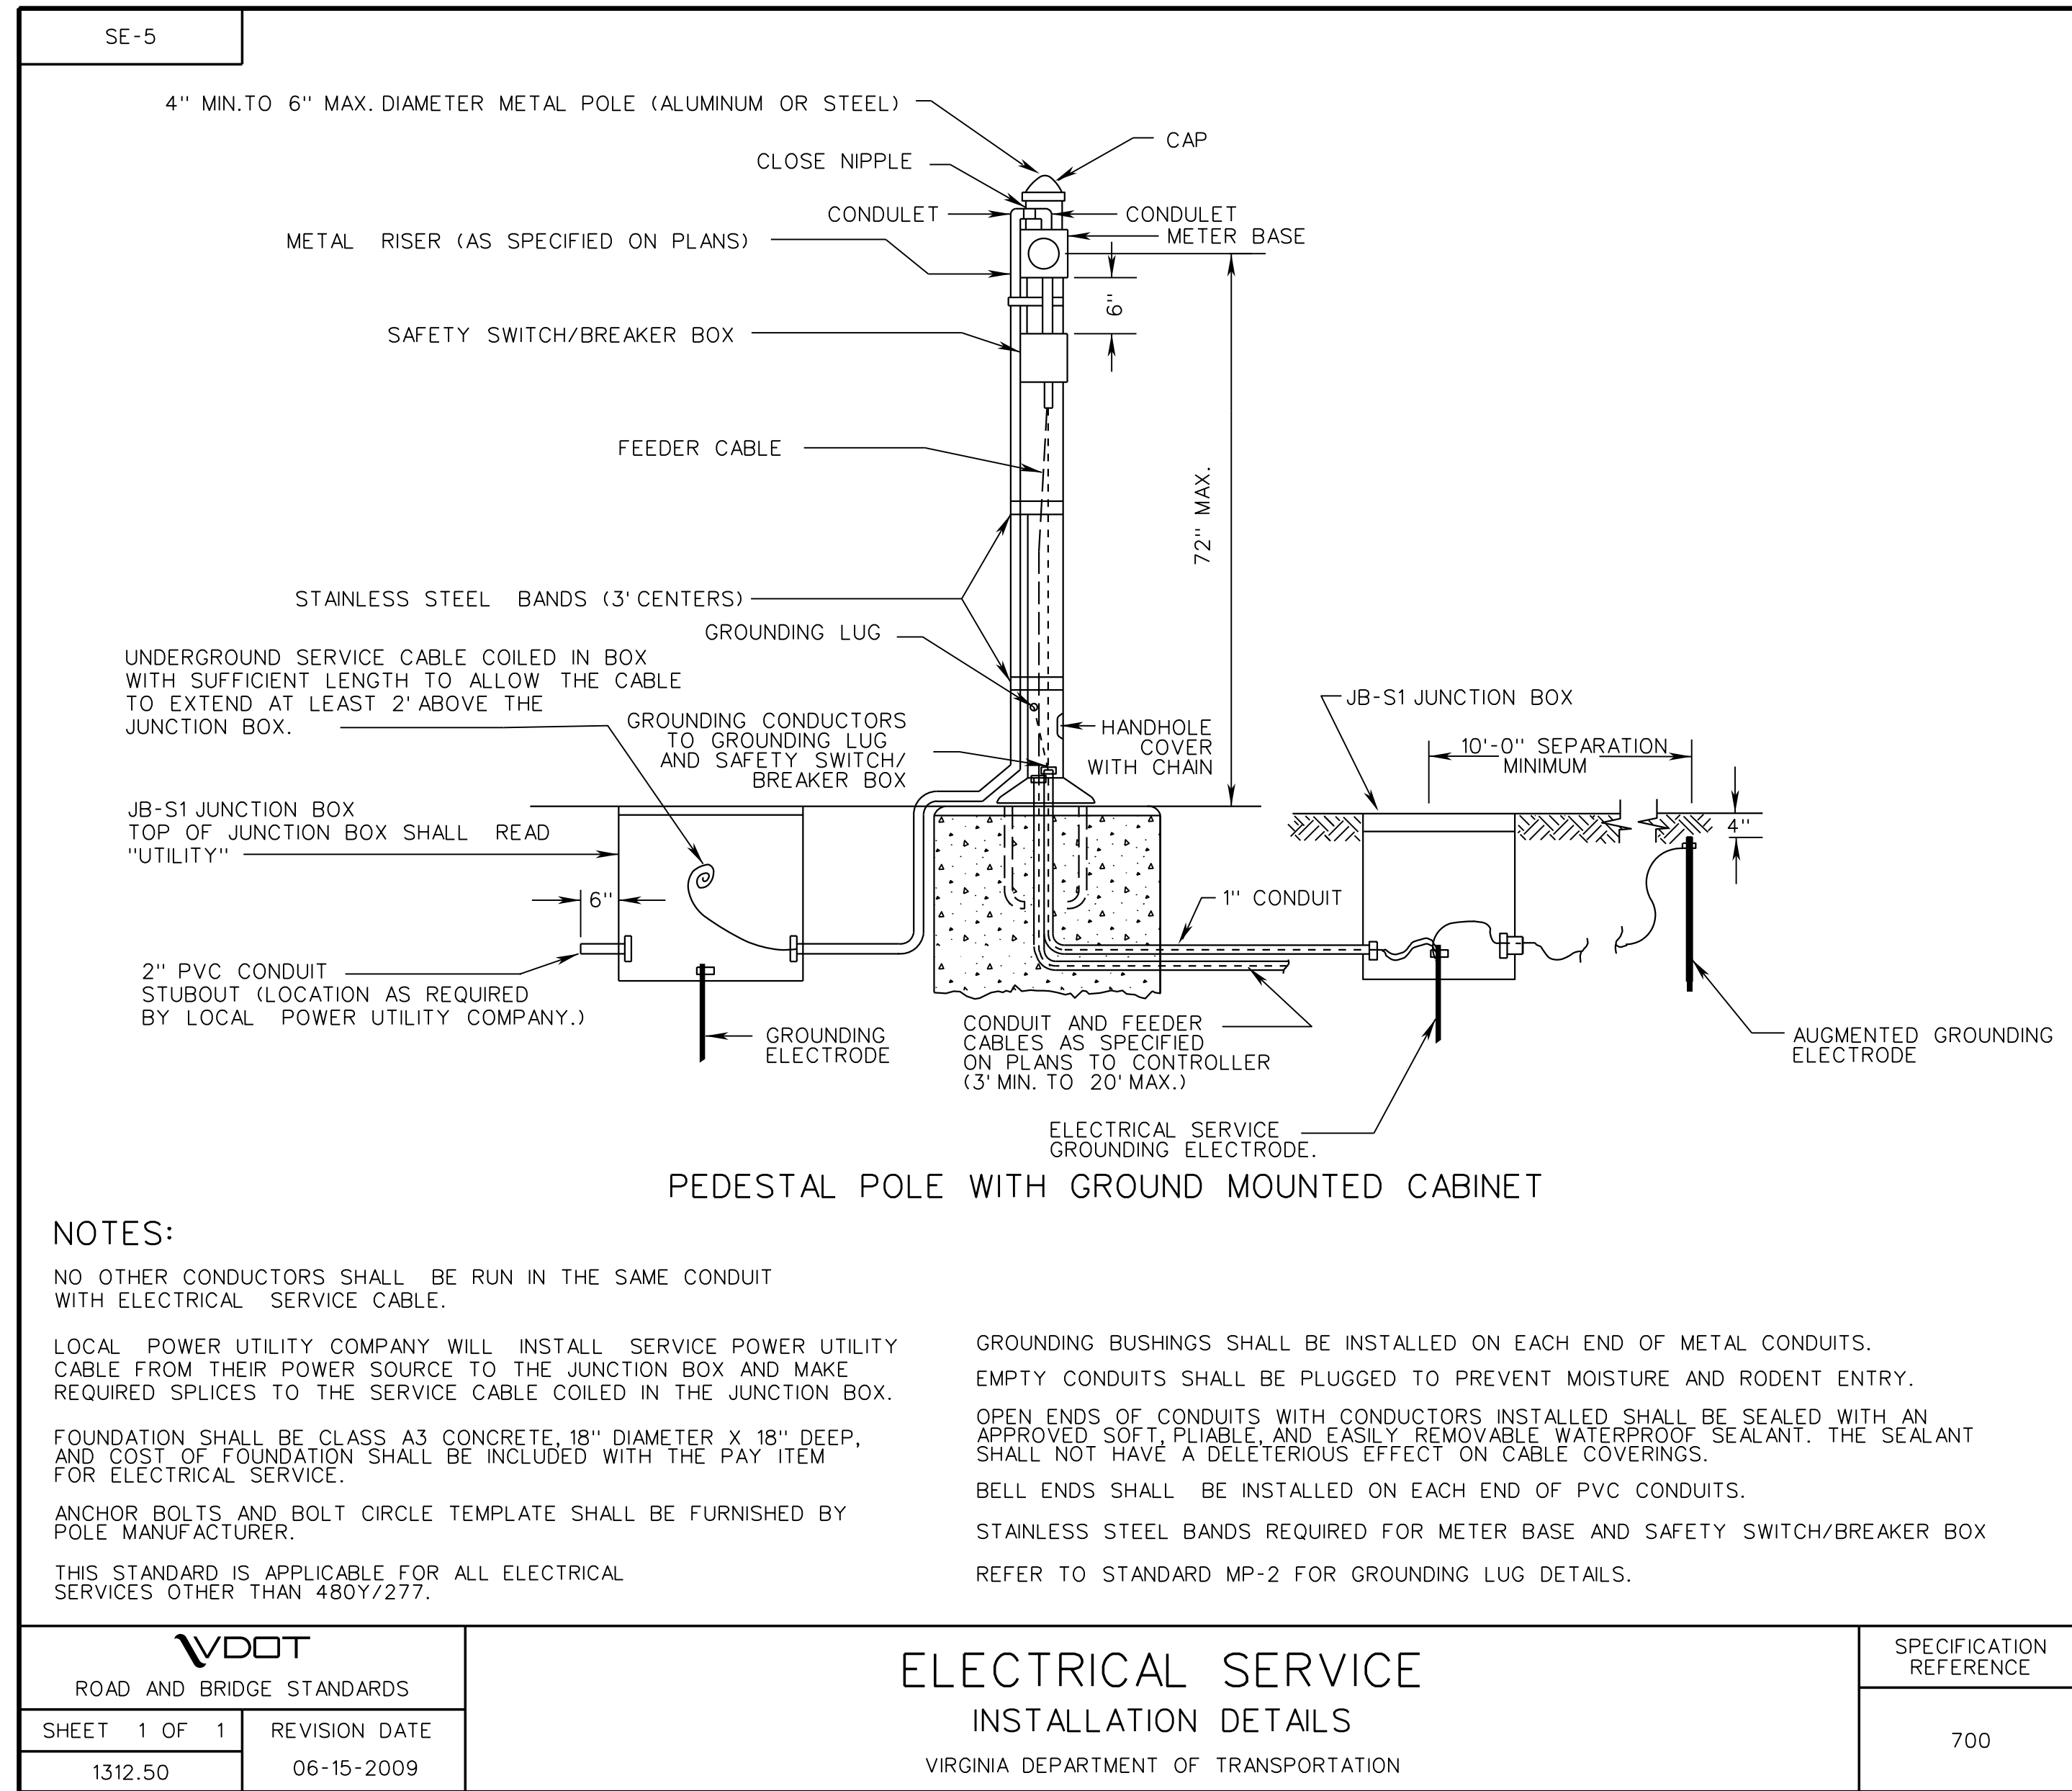 SE-5
4" MIN. TO 6" MAX. DIAMETER METAL POLE (ALUMINUM OR STEEL)
CAP
CLOSE NIPPLE
CONDULET
CONDULET
METER BASE
METAL RISER (AS SPECIFIED ON PLANS)
6"
SAFETY SWITCH/BREAKER BOX
FEEDER CABLE
72" MAX.
STAINLESS STEEL BANDS (3' CENTERS)
GROUNDING LUG
UNDERGROUND SERVICE CABLE COILED IN BOX
WITH SUFFICIENT LENGTH TO ALLOW THE CABLE
TO EXTEND AT LEAST 2' ABOVE THE
JUNCTION BOX.
GROUNDING CONDUCTORS
TO GROUNDING LUG
AND SAFETY SWITCH/
BREAKER BOX
HANDHOLE
COVER
WITH CHAIN
JB-S1 JUNCTION BOX
10'-0" SEPARATION
MINIMUM
4"
JB-S1 JUNCTION BOX
TOP OF JUNCTION BOX SHALL READ
"UTILITY"
6"
1" CONDUIT
2" PVC CONDUIT
STUBOUT (LOCATION AS REQUIRED
BY LOCAL POWER UTILITY COMPANY.)
GROUNDING
ELECTRODE
CONDUIT AND FEEDER
CABLES AS SPECIFIED
ON PLANS TO CONTROLLER
(3' MIN. TO 20' MAX.)
AUGMENTED GROUNDING
ELECTRODE
ELECTRICAL SERVICE
GROUNDING ELECTRODE.
PEDESTAL POLE WITH GROUND MOUNTED CABINET
NOTES:
NO OTHER CONDUCTORS SHALL BE RUN IN THE SAME CONDUIT
WITH ELECTRICAL SERVICE CABLE.
LOCAL POWER UTILITY COMPANY WILL INSTALL SERVICE POWER UTILITY
CABLE FROM THEIR POWER SOURCE TO THE JUNCTION BOX AND MAKE
REQUIRED SPLICES TO THE SERVICE CABLE COILED IN THE JUNCTION BOX.
FOUNDATION SHALL BE CLASS A3 CONCRETE, 18" DIAMETER X 18" DEEP,
AND COST OF FOUNDATION SHALL BE INCLUDED WITH THE PAY ITEM
FOR ELECTRICAL SERVICE.
ANCHOR BOLTS AND BOLT CIRCLE TEMPLATE SHALL BE FURNISHED BY
POLE MANUFACTURER.
THIS STANDARD IS APPLICABLE FOR ALL ELECTRICAL
SERVICES OTHER THAN 480Y/277.
GROUNDING BUSHINGS SHALL BE INSTALLED ON EACH END OF METAL CONDUITS.
EMPTY CONDUITS SHALL BE PLUGGED TO PREVENT MOISTURE AND RODENT ENTRY.
OPEN ENDS OF CONDUITS WITH CONDUCTORS INSTALLED SHALL BE SEALED WITH AN
APPROVED SOFT, PLIABLE, AND EASILY REMOVABLE WATERPROOF SEALANT. THE SEALANT
SHALL NOT HAVE A DELETERIOUS EFFECT ON CABLE COVERINGS.
BELL ENDS SHALL BE INSTALLED ON EACH END OF PVC CONDUITS.
STAINLESS STEEL BANDS REQUIRED FOR METER BASE AND SAFETY SWITCH/BREAKER BOX
REFER TO STANDARD MP-2 FOR GROUNDING LUG DETAILS.
VDOT
ROAD AND BRIDGE STANDARDS
SHEET 1 OF 1
1312.50
REVISION DATE
06-15-2009
ELECTRICAL SERVICE
INSTALLATION DETAILS
VIRGINIA DEPARTMENT OF TRANSPORTATION
SPECIFICATION
REFERENCE
700